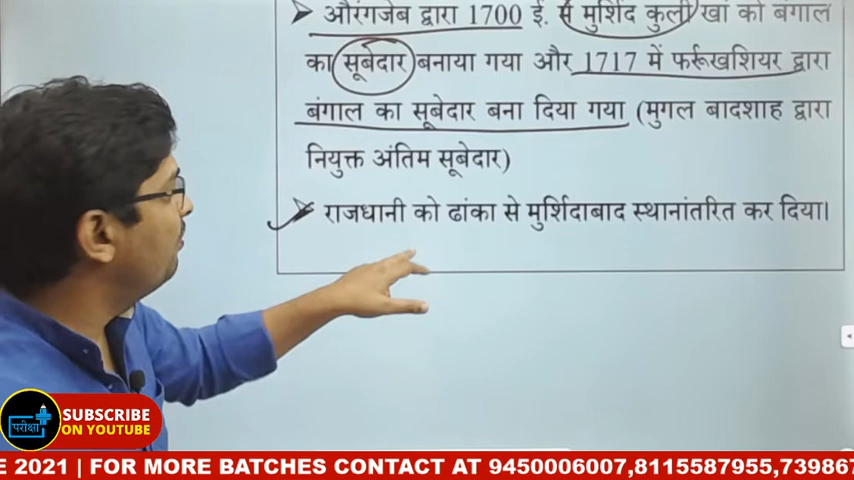 औरंगजेब द्वारा 1700 ई. से मुर्शिद कुली खां को बंगाल
का सूबेदार बनाया गया और 1717 में फर्रूखशियर द्वारा
बंगाल का सूबेदार बना दिया गया (मुगल बादशाह द्वारा
नियुक्त अंतिम सूबेदार)
राजधानी को ढांका से मुर्शिदाबाद स्थानांतरित कर दिया।
परीक्षा
SUBSCRIBE
ON YOUTUBE
E 2021 | FOR MORE BATCHES CONTACT AT 9450006007,8115587955,739867